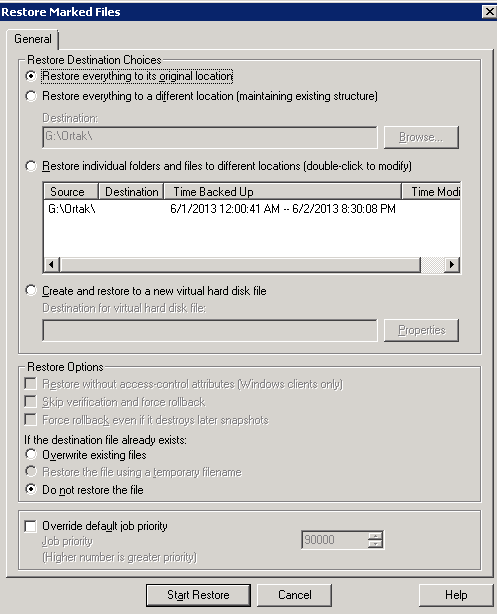 Restore Marked Files
General
Restore Destination Choices
Restore everything to its original location
Restore everything to a different location (maintaining existing structure)
Destination:
G:\Ortak\
Browse...
Restore individual folders and files to different locations (double-click to modify)
Source Destination Time Backed Up Time Modi
G:\Ortak\ 6/1/2013 12:00:41 AM -- 6/2/2013 8:30:08 PM
Create and restore to a new virtual hard disk file
Destination for virtual hard disk file:
Properties
Restore Options
Restore without access-control attributes (Windows clients only)
Skip verification and force rollback
Force rollback even if it destroys later snapshots
If the destination file already exists:
Overwrite existing files
Restore the file using a temporary filename
Do not restore the file
Override default job priority
Job priority 90000
(Higher number is greater priority)
Start Restore Cancel Help